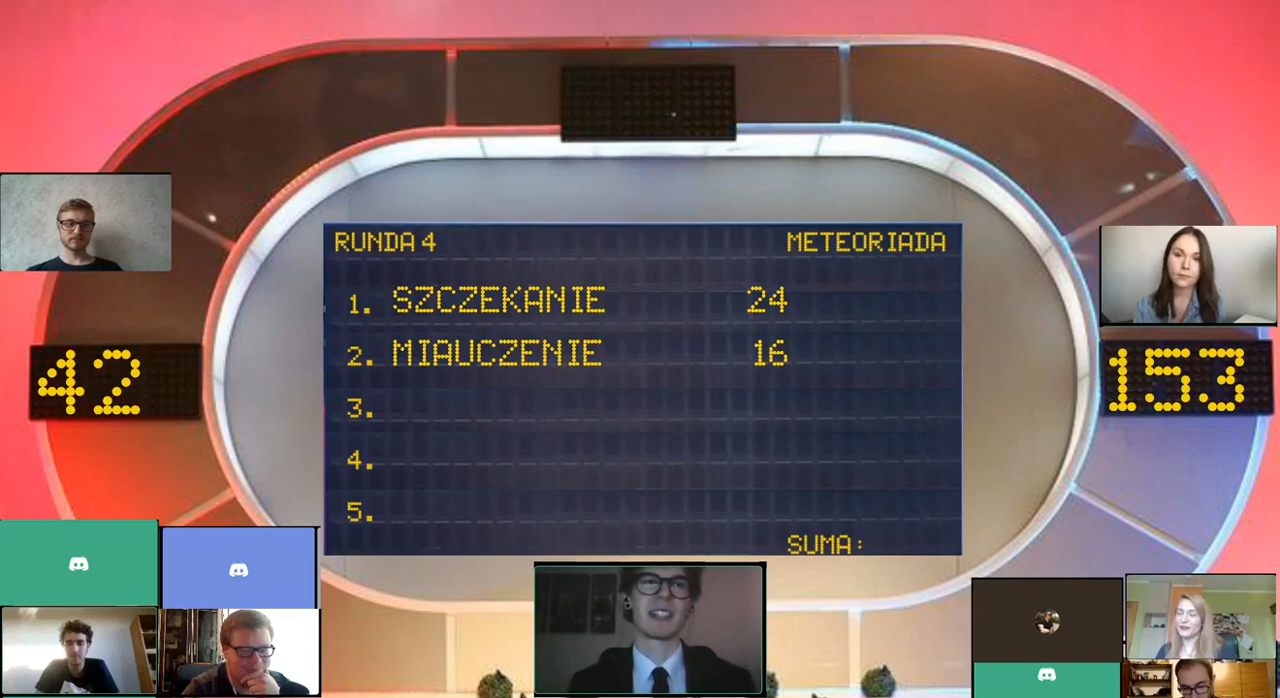 RUNDA 4 METEORIADA
1. SZCZEKANIE 24
42 2. MIAUCZENIE 16 153
3.
4.
5.
SUMA: